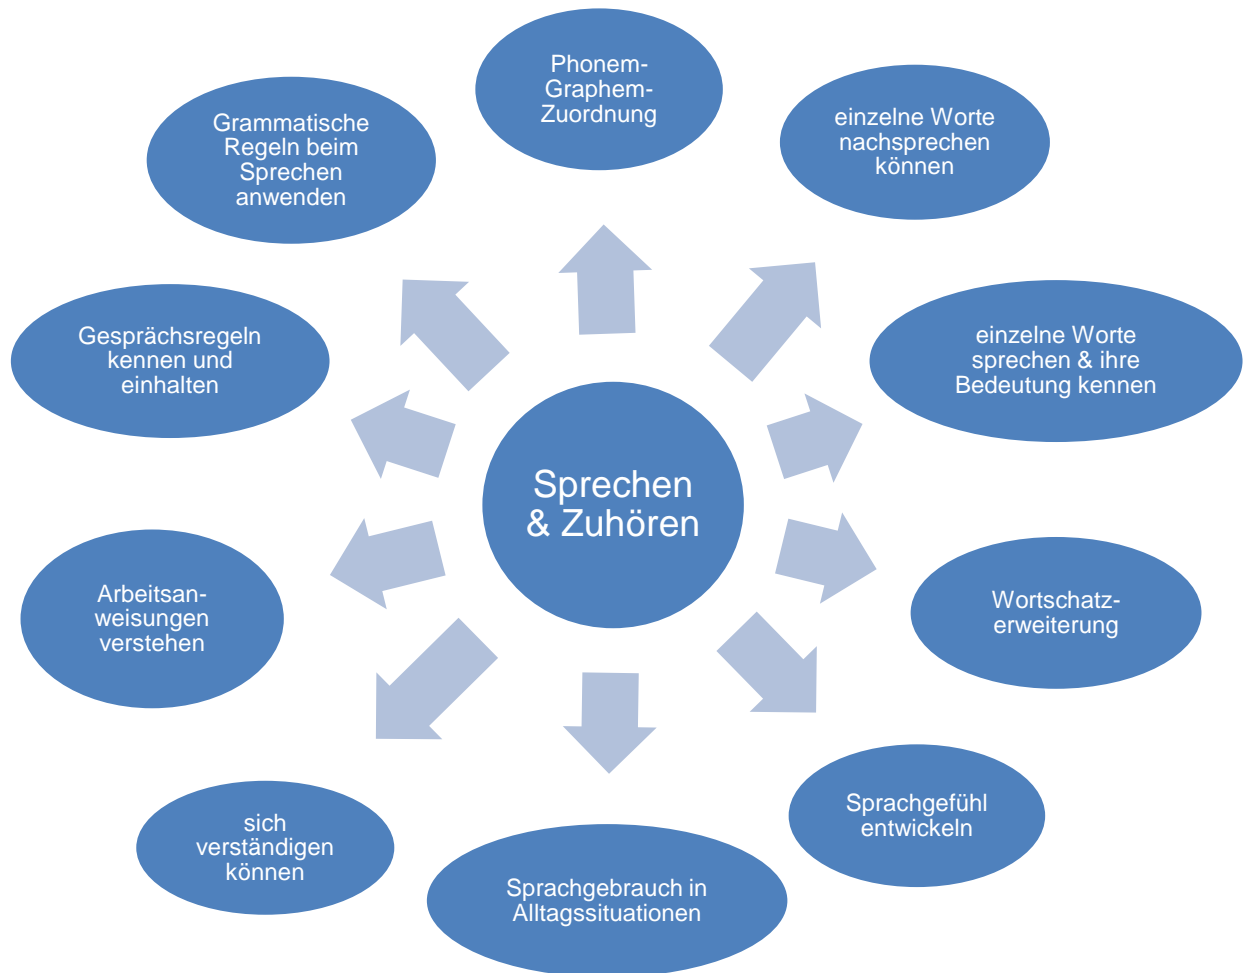 Phonem-
Graphem-
Zuordnung
einzelne Worte
nachsprechen
können
einzelne Worte
sprechen & ihre
Bedeutung kennen
Wortschatz-
erweiterung
Sprachgefühl
entwickeln
Sprachgebrauch in
Alltagssituationen
sich
verständigen
können
Arbeitsan-
weisungen
verstehen
Gesprächsregeln
kennen und
einhalten
Grammatische
Regeln beim
Sprechen
anwenden
Sprechen
& Zuhören